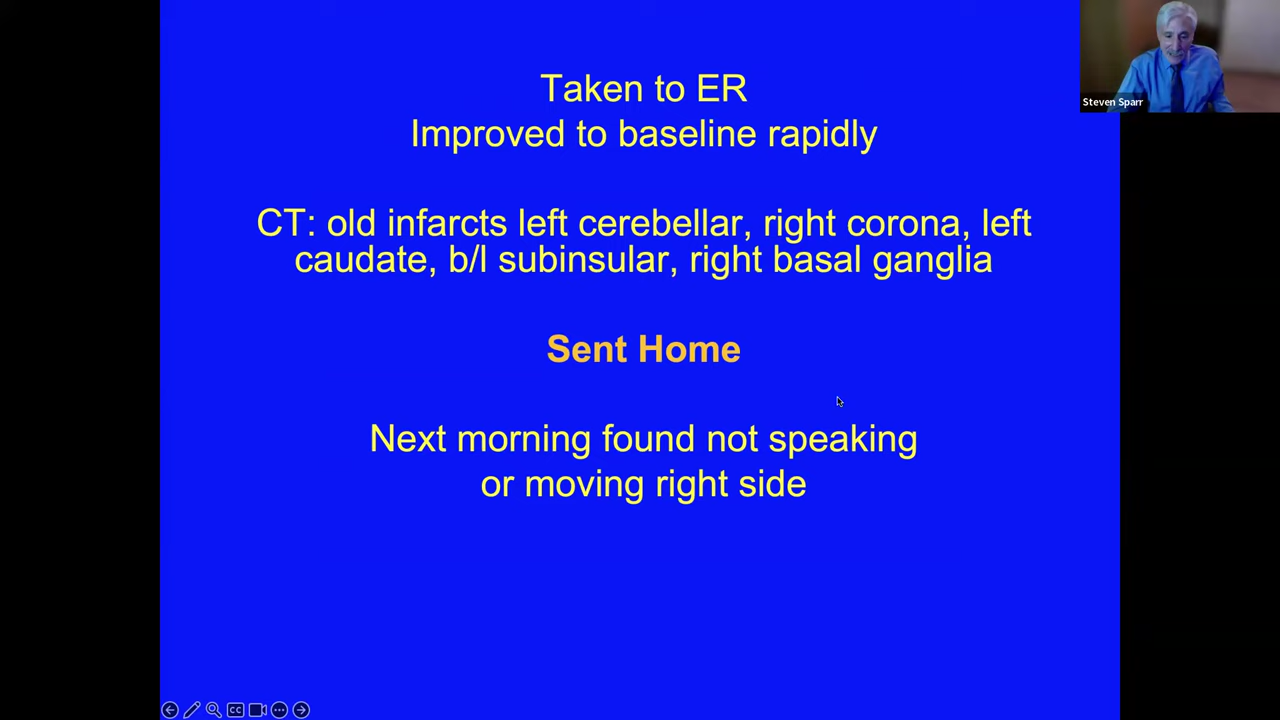 Taken to ER
Improved to baseline rapidly
CT: old infarcts left cerebellar, right corona, left
caudate, b/l subinsular, right basal ganglia
Sent Home
Next morning found not speaking
or moving right side
Steven Sparr
CC